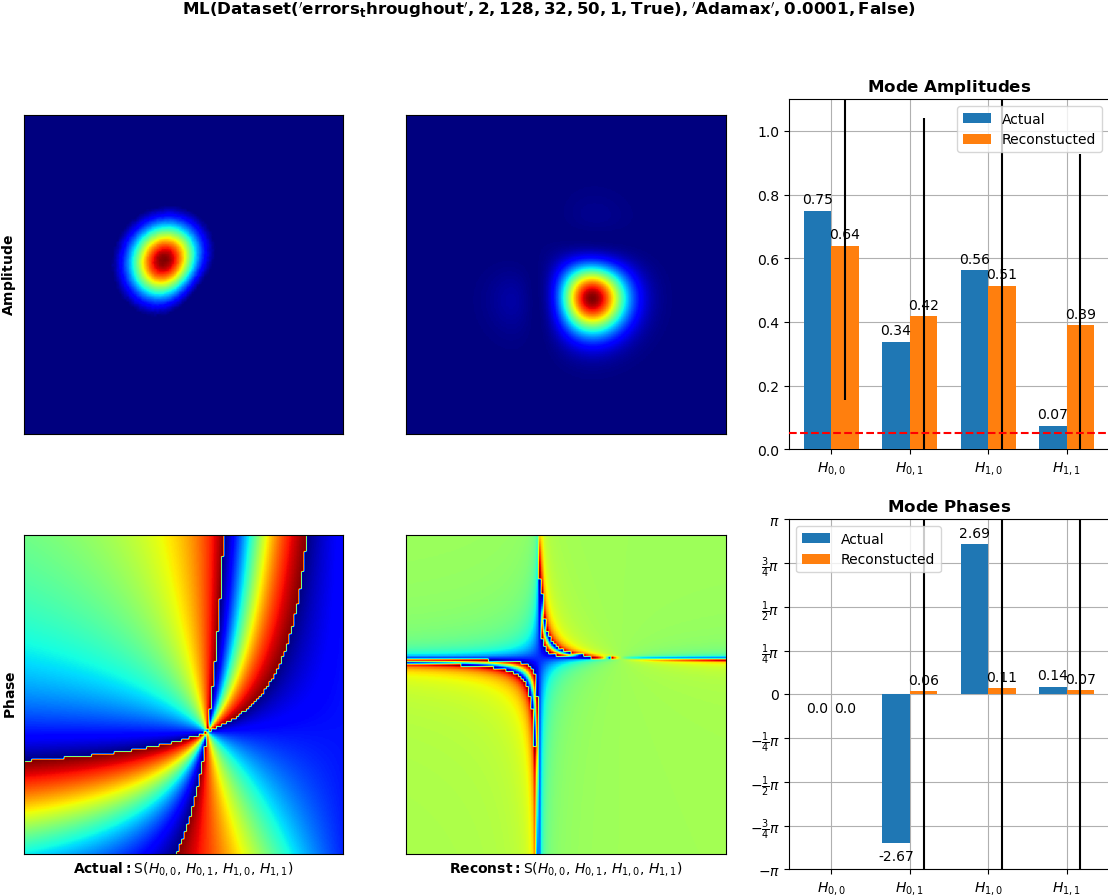 ML(Dataset('errors_throughout', 2, 128, 32, 50, 1, True), 'Adamax', 0.0001, False)
Amplitude
Mode Amplitudes
Actual
Reconstucted
1.0
0.8
0.6
0.4
0.2
0.0
0.75
0.64
0.34
0.42
0.56
0.51
0.07
0.39
H0,0
H0,1
H1,0
H1,1
Phase
Actual: S(H0,0, H0,1, H1,0, H1,1)
Reconst: S(H0,0, H0,1, H1,0, H1,1)
Mode Phases
Actual
Reconstucted
π
3/4π
1/2π
1/4π
0
−1/4π
−1/2π
−3/4π
−π
0.0
0.0
-2.67
0.06
2.69
0.11
0.14
0.07
H0,0
H0,1
H1,0
H1,1